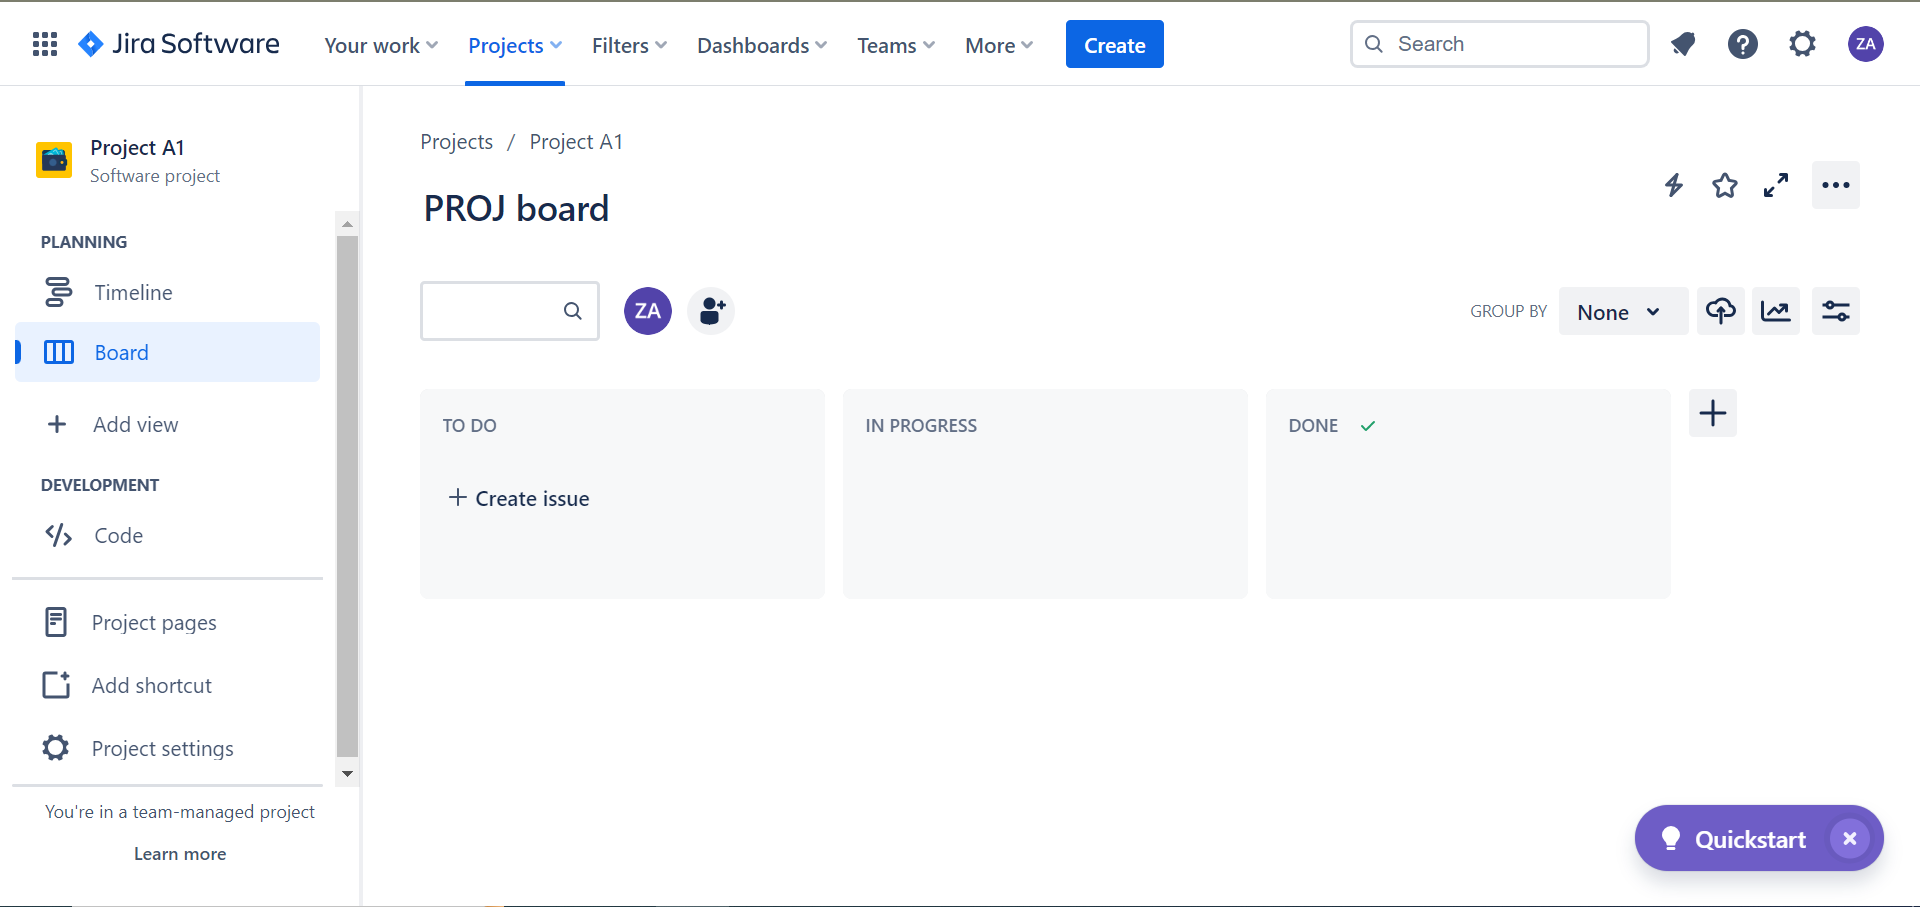 Jira Software
Your work
Projects
Filters
Dashboards
Teams
More
Create
Search
ZA
Project A1
Software project
PLANNING
Timeline
Board
Add view
DEVELOPMENT
Code
Project pages
Add shortcut
Project settings
You're in a team-managed project
Learn more
Projects / Project A1
PROJ board
ZA
GROUP BY
None
TO DO
+ Create issue
IN PROGRESS
DONE
Quickstart